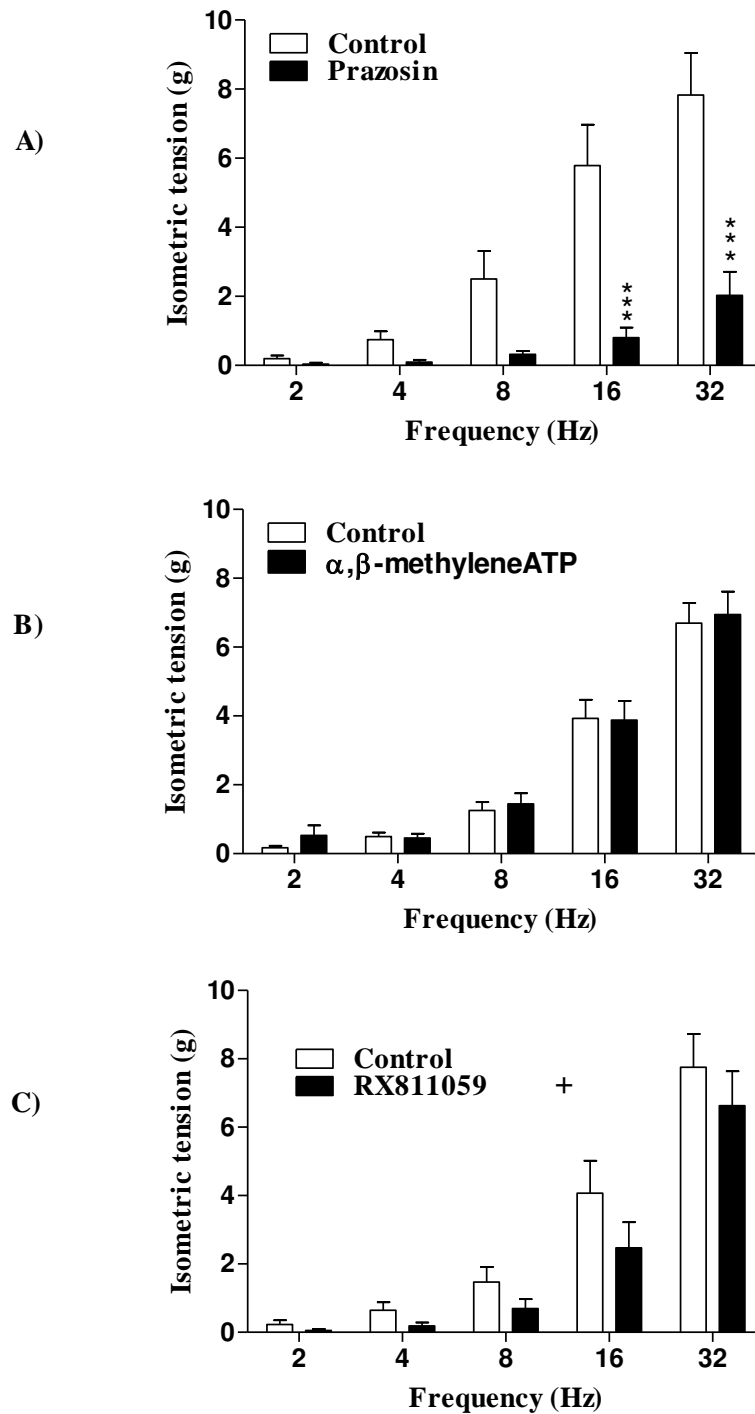 A)
Isometric tension (g)
10
8
6
4
2
0
Control
Prazosin
***
***
2 4 8 16 32
Frequency (Hz)
B)
Isometric tension (g)
10
8
6
4
2
0
Control
α,β-methyleneATP
2 4 8 16 32
Frequency (Hz)
C)
Isometric tension (g)
10
8
6
4
2
0
Control
RX811059 +
2 4 8 16 32
Frequency (Hz)